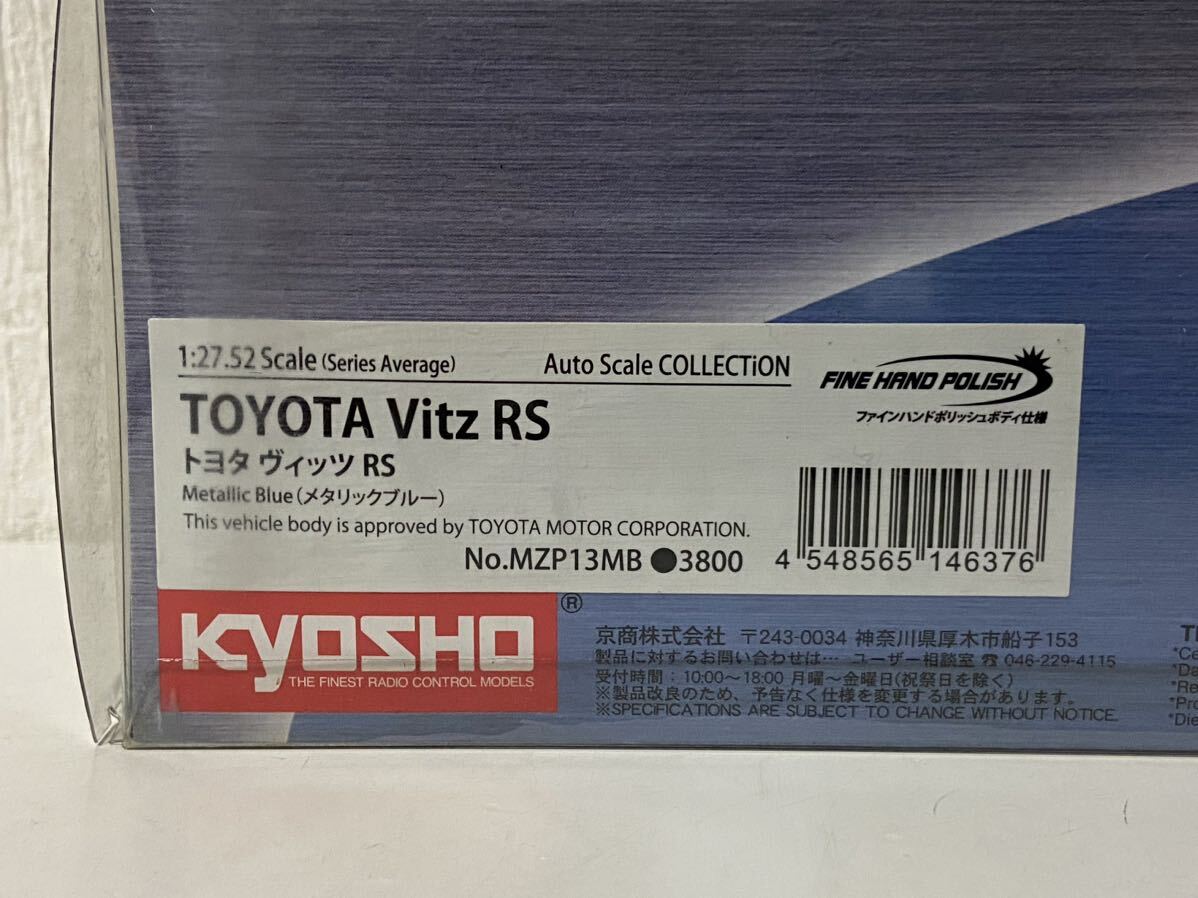 1:27.52 Scale (Series Average) Auto Scale COLLECTiON
FINE HAND POLISH
ファインハンドポリッシュボディ仕様
TOYOTA Vitz RS
トヨタ ヴィッツ RS
Metallic Blue (メタリックブルー)
This vehicle body is approved by TOYOTA MOTOR CORPORATION.
No.MZP13MB ●3800
4 548565 146376
KYOSHO ®
THE FINEST RADIO CONTROL MODELS
京商株式会社 〒243-0034 神奈川県厚木市船子153
製品に対するお問い合わせは… ユーザー相談室 ☎ 046-229-4115
受付時間：10:00〜18:00 月曜〜金曜日(祝祭日を除く)
※製品改良のため、予告なく仕様を変更する場合があります。
※SPECIFICATIONS ARE SUBJECT TO CHANGE WITHOUT NOTICE.